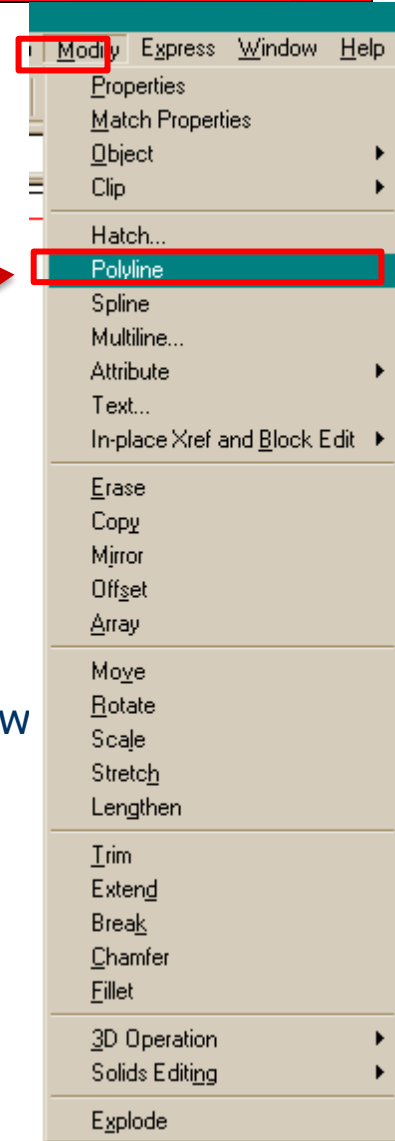 Modify Express Window Help
Properties
Match Properties
Object
Clip
Hatch...
Polyline
Spline
Multiline...
Attribute
Text...
In-place Xref and Block Edit
Erase
Copy
Mirror
Offset
Array
Move
Rotate
w
Scale
Stretch
Lengthen
Trim
Extend
Break
Chamfer
Fillet
3D Operation
Solids Editing
Explode